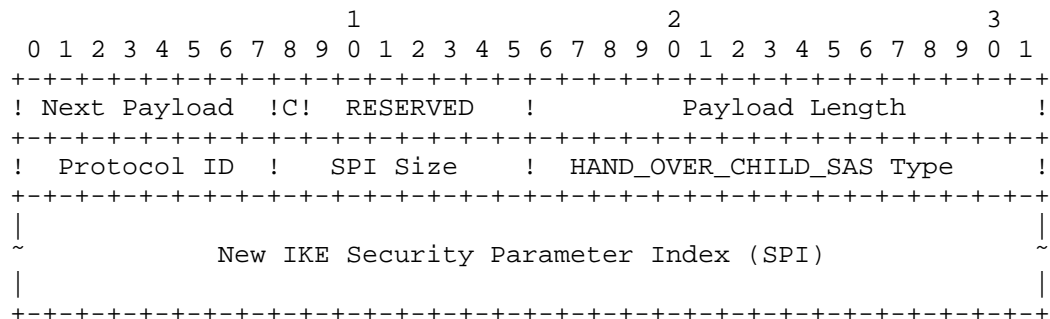 1                   2                   3
 0 1 2 3 4 5 6 7 8 9 0 1 2 3 4 5 6 7 8 9 0 1 2 3 4 5 6 7 8 9 0 1
+-+-+-+-+-+-+-+-+-+-+-+-+-+-+-+-+-+-+-+-+-+-+-+-+-+-+-+-+-+-+-+-+
! Next Payload  !C!  RESERVED   !         Payload Length        !
+-+-+-+-+-+-+-+-+-+-+-+-+-+-+-+-+-+-+-+-+-+-+-+-+-+-+-+-+-+-+-+-+
!  Protocol ID  !   SPI Size    !  HAND_OVER_CHILD_SAS Type     !
+-+-+-+-+-+-+-+-+-+-+-+-+-+-+-+-+-+-+-+-+-+-+-+-+-+-+-+-+-+-+-+-+
|                                                               |
~            New IKE Security Parameter Index (SPI)             ~
|                                                               |
+-+-+-+-+-+-+-+-+-+-+-+-+-+-+-+-+-+-+-+-+-+-+-+-+-+-+-+-+-+-+-+-+